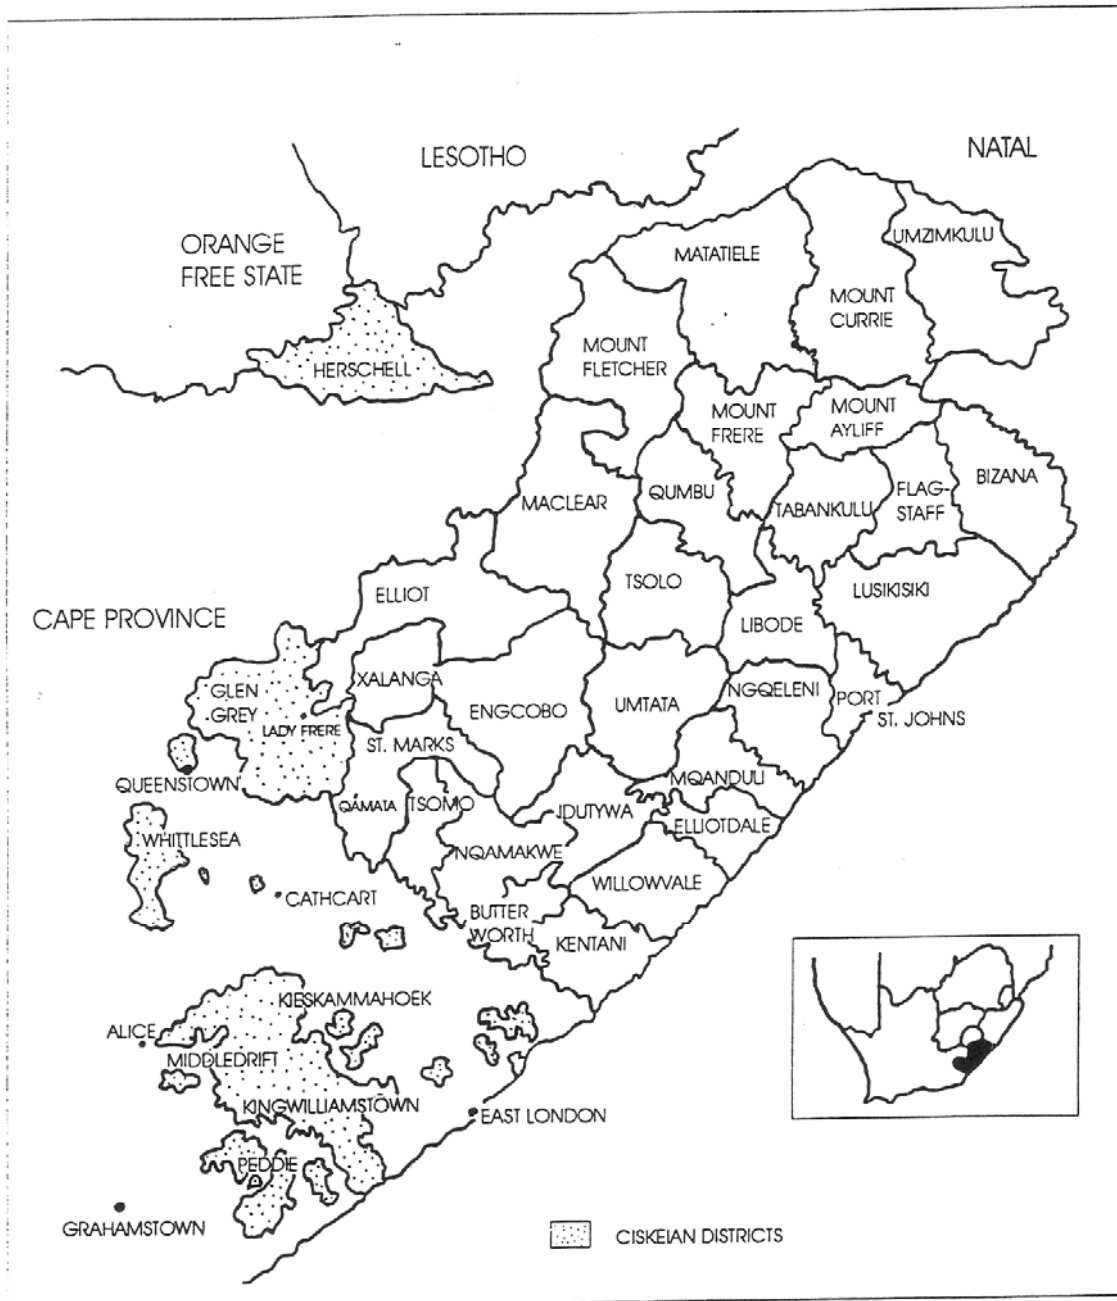 LESOTHO
NATAL
ORANGE
FREE STATE
UMZIMKULU
MATATIELE
MOUNT
CURRIE
HERSCHELL
MOUNT
FLETCHER
MOUNT
FRERE
MOUNT
AYLIFF
MACLEAR
QUMBU
TABANKULU
FLAG-
STAFF
BIZANA
ELLIOT
TSOLO
LUSIKISIKI
CAPE PROVINCE
LIBODE
GLEN
GREY
XALANGA
ENGCOBO
UMTATA
NGQELENI
PORT
ST. JOHNS
LADY FRERE
ST. MARKS
QUEENSTOWN
QAMATA
TSOMO
IDUTYWA
MQANDULI
ELLIOTDALE
WHITTLESEA
NQAMAKWE
WILLOWVALE
CATHCART
BUTTER
WORTH
KENTANI
KIESKAMMAHOEK
ALICE
MIDDLEDRIFT
KINGWILLIAMSTOWN
EAST LONDON
PEDDIE
GRAHAMSTOWN
CISKEIAN DISTRICTS